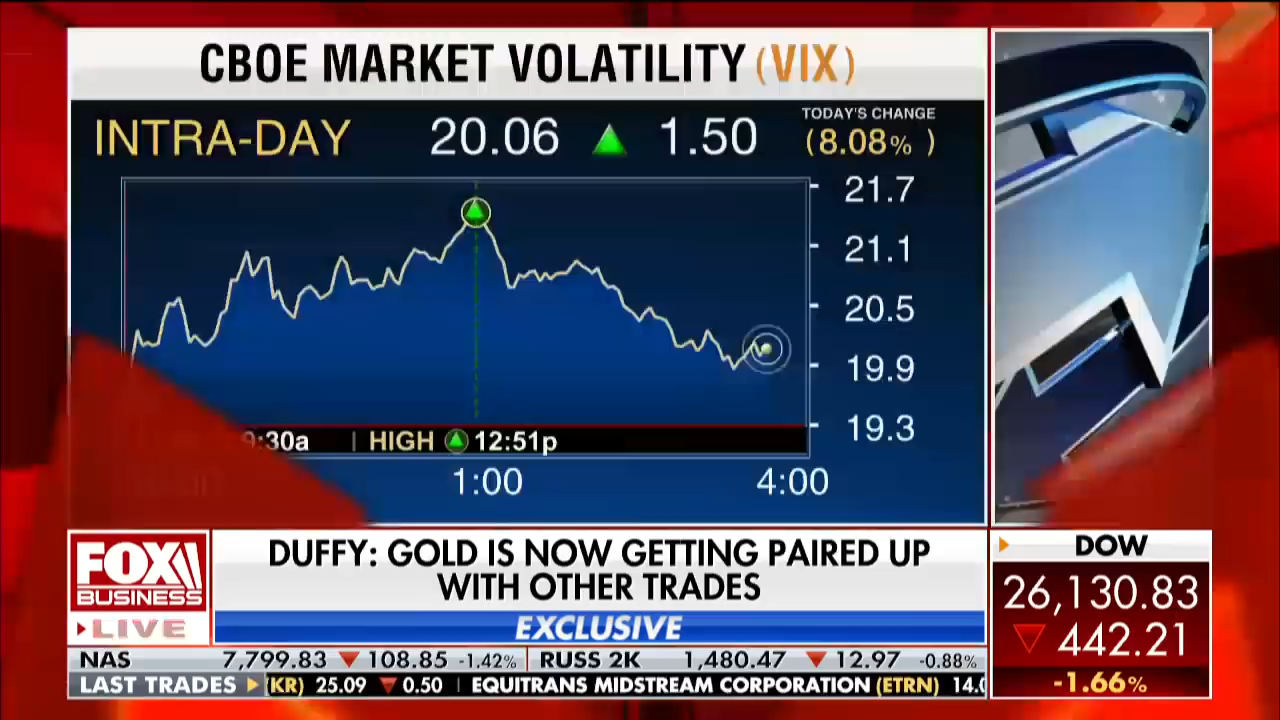 CBOE MARKET VOLATILITY (VIX)
INTRA-DAY 20.06 ▲ 1.50 TODAY'S CHANGE (8.08% )
21.7
21.1
20.5
19.9
19.3
:30a | HIGH ▲ 12:51p
1:00 4:00
FOX BUSINESS
LIVE
DUFFY: GOLD IS NOW GETTING PAIRED UP
WITH OTHER TRADES
EXCLUSIVE
DOW
26,130.83
▼ 442.21
-1.66%
NAS 7,799.83 ▼ 108.85 -1.42% RUSS 2K 1,480.47 ▼ 12.97 -0.88%
LAST TRADES (KR) 25.09 ▼ 0.50 | EQUITRANS MIDSTREAM CORPORATION (ETRN) 14.0